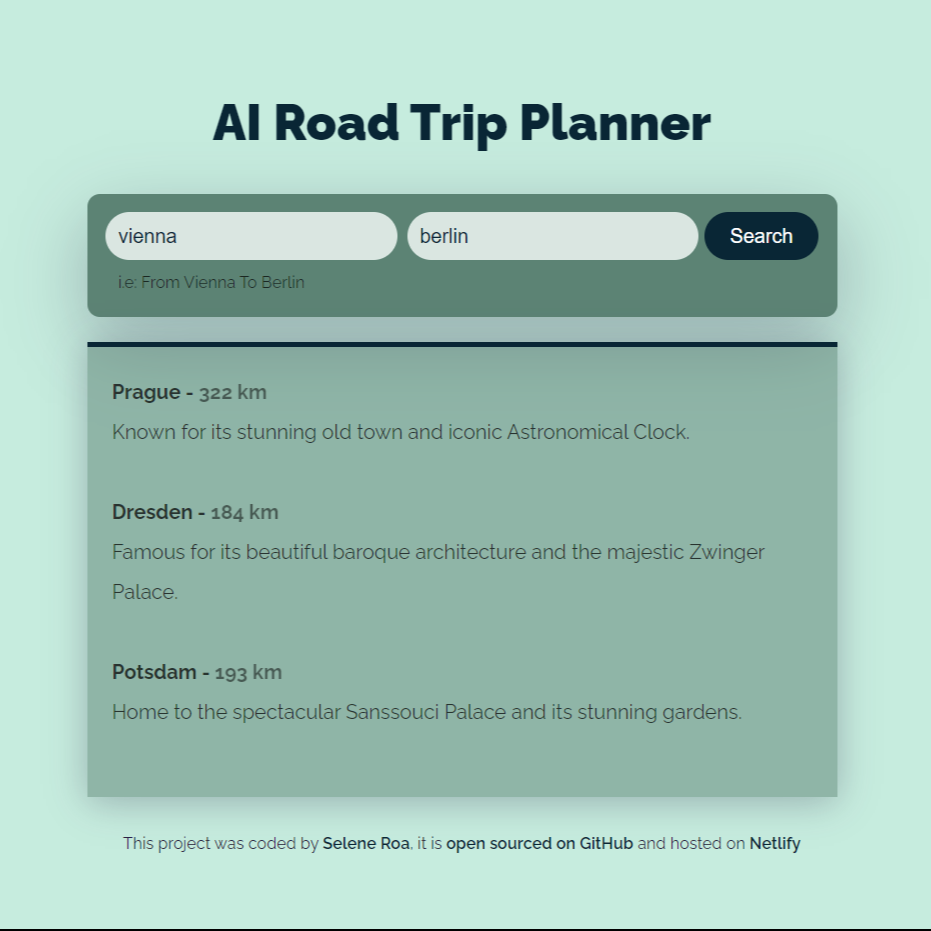 AI Road Trip Planner
vienna
berlin
Search
i.e: From Vienna To Berlin
Prague - 322 km
Known for its stunning old town and iconic Astronomical Clock.
Dresden - 184 km
Famous for its beautiful baroque architecture and the majestic Zwinger
Palace.
Potsdam - 193 km
Home to the spectacular Sanssouci Palace and its stunning gardens.
This project was coded by Selene Roa, it is open sourced on GitHub and hosted on Netlify